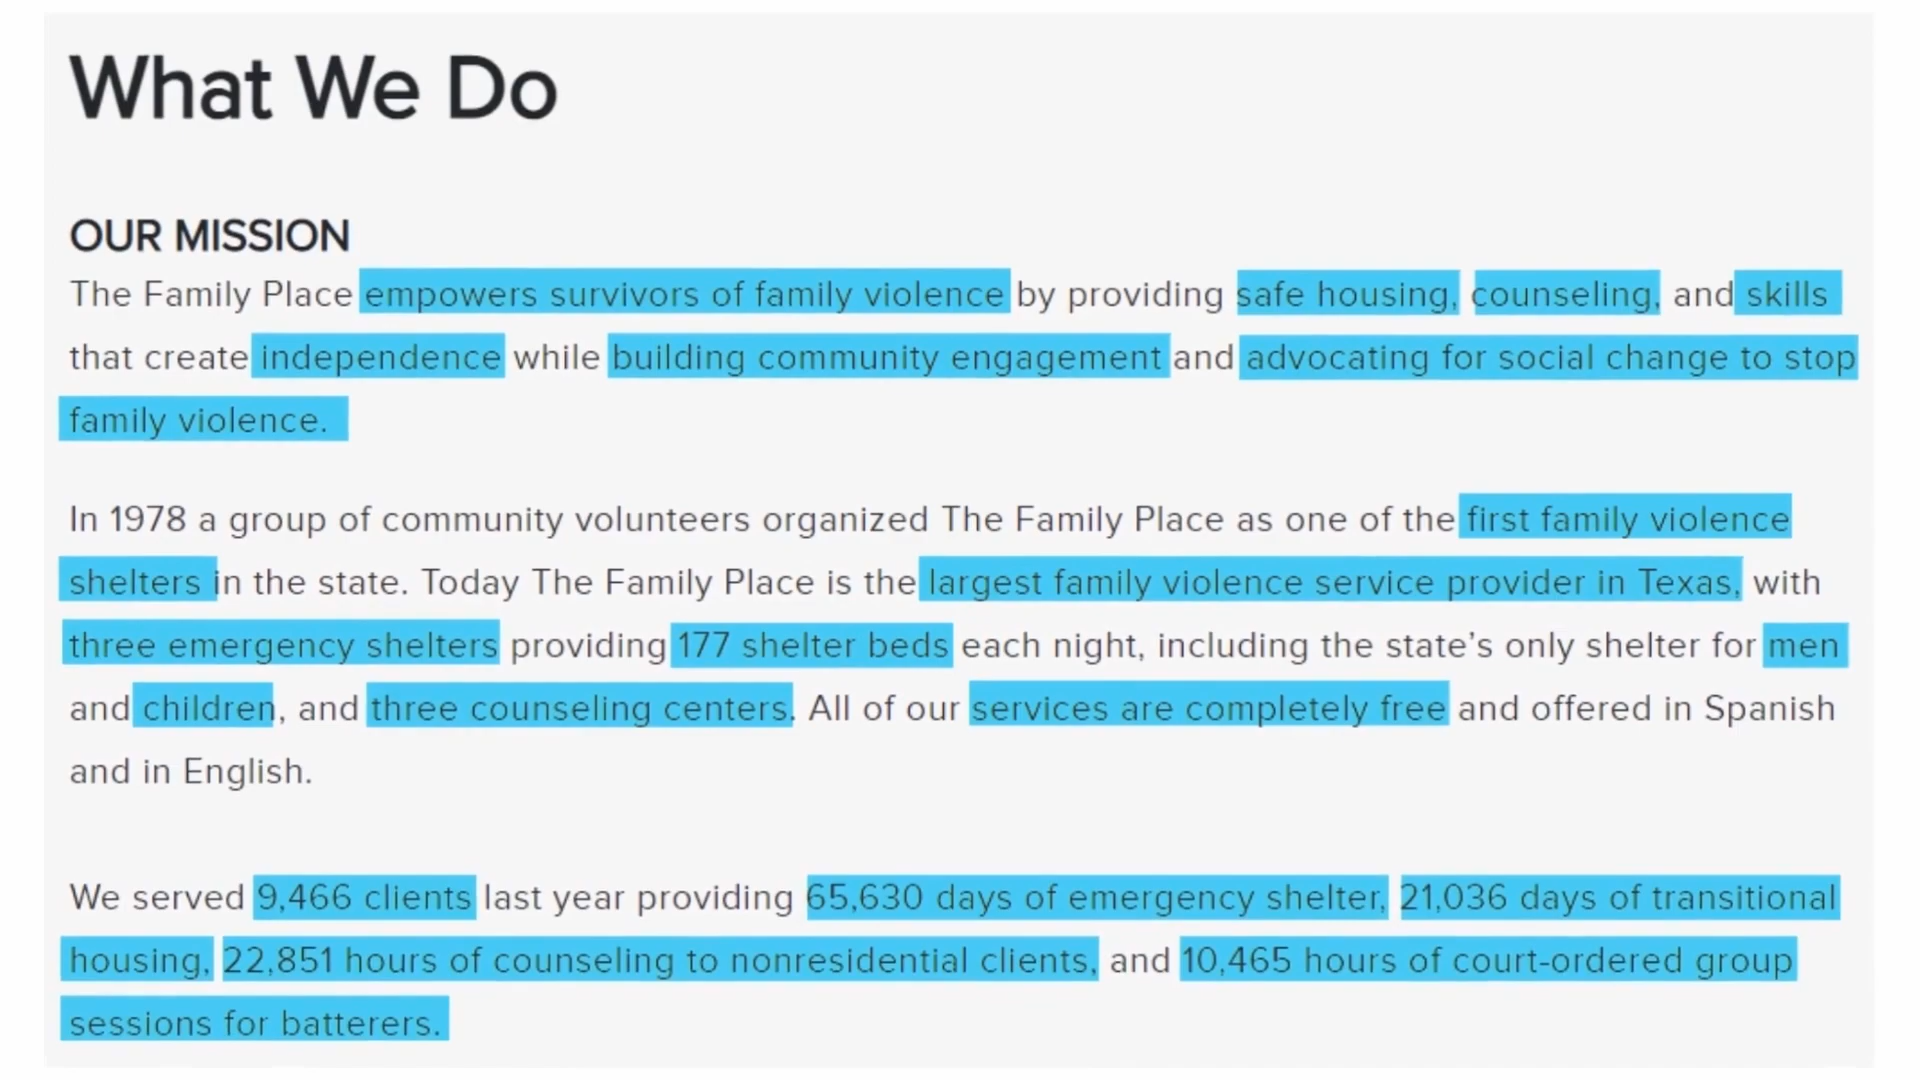 What We Do
OUR MISSION
The Family Place empowers survivors of family violence by providing safe housing, counseling, and skills
that create independence while building community engagement and advocating for social change to stop
family violence.
In 1978 a group of community volunteers organized The Family Place as one of the first family violence
shelters in the state. Today The Family Place is the largest family violence service provider in Texas, with
three emergency shelters providing 177 shelter beds each night, including the state’s only shelter for men
and children, and three counseling centers. All of our services are completely free and offered in Spanish
and in English.
We served 9,466 clients last year providing 65,630 days of emergency shelter, 21,036 days of transitional
housing, 22,851 hours of counseling to nonresidential clients, and 10,465 hours of court-ordered group
sessions for batterers.